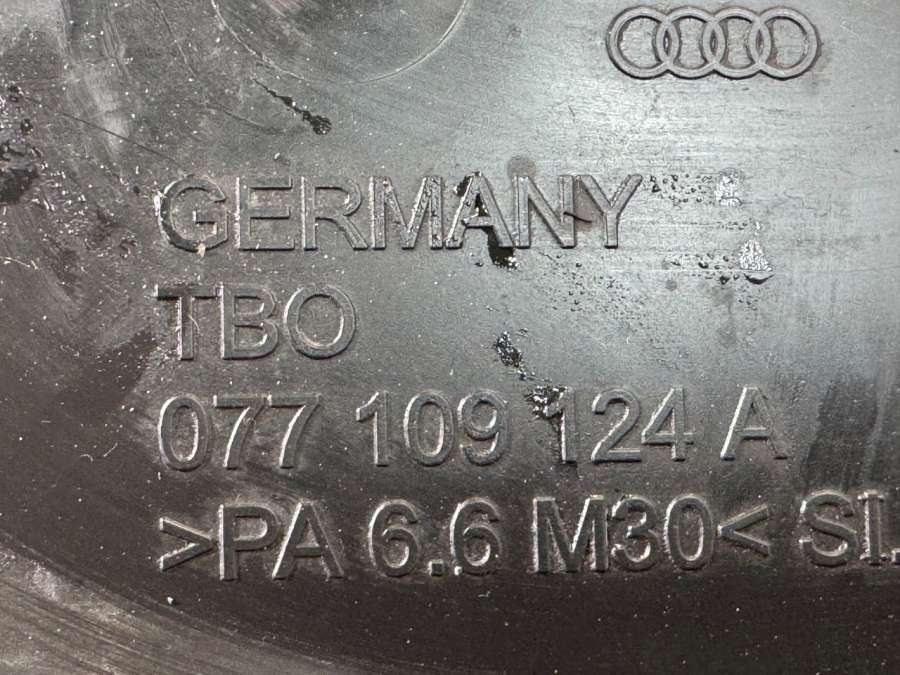 GERMANY
TBO
077 109 124 A
>PA 6.6 M30<